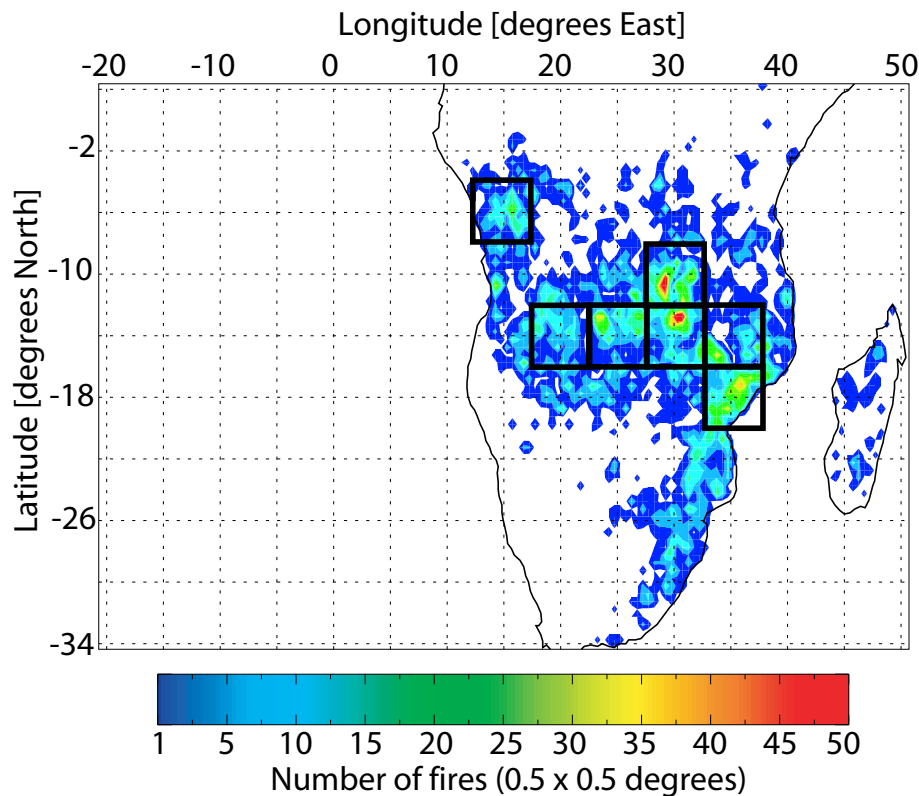 Longitude [degrees East]
-20 -10 0 10 20 30 40 50
Latitude [degrees North]
-2
-10
-18
-26
-34
1 5 10 15 20 25 30 35 40 45 50
Number of fires (0.5 x 0.5 degrees)